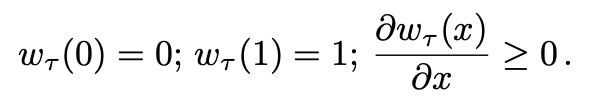 w_τ(0) = 0; w_τ(1) = 1; ∂w_τ(x)/∂x ≥ 0.